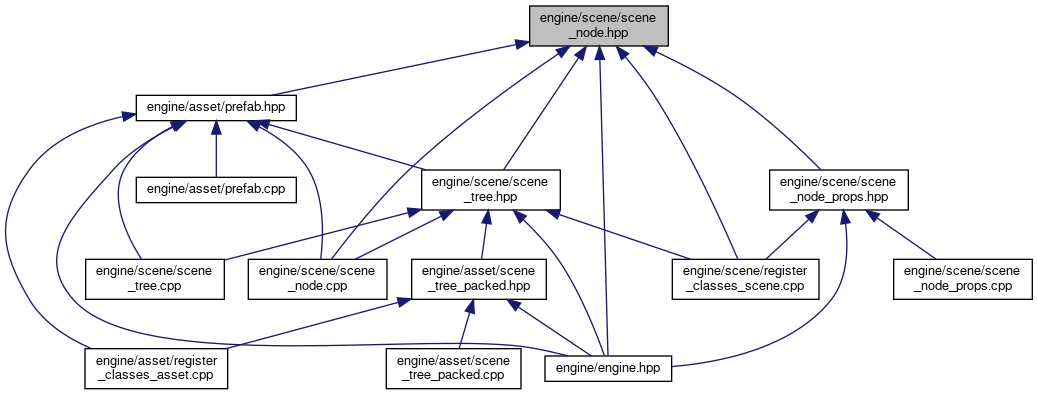 engine/scene/scene
_node.hpp
engine/asset/prefab.hpp
engine/asset/prefab.cpp
engine/scene/scene
_tree.hpp
engine/scene/scene
_node_props.hpp
engine/scene/scene
_tree.cpp
engine/scene/scene
_node.cpp
engine/asset/scene
_tree_packed.hpp
engine/scene/register
_classes_scene.cpp
engine/scene/scene
_node_props.cpp
engine/asset/register
_classes_asset.cpp
engine/asset/scene
_tree_packed.cpp
engine/engine.hpp